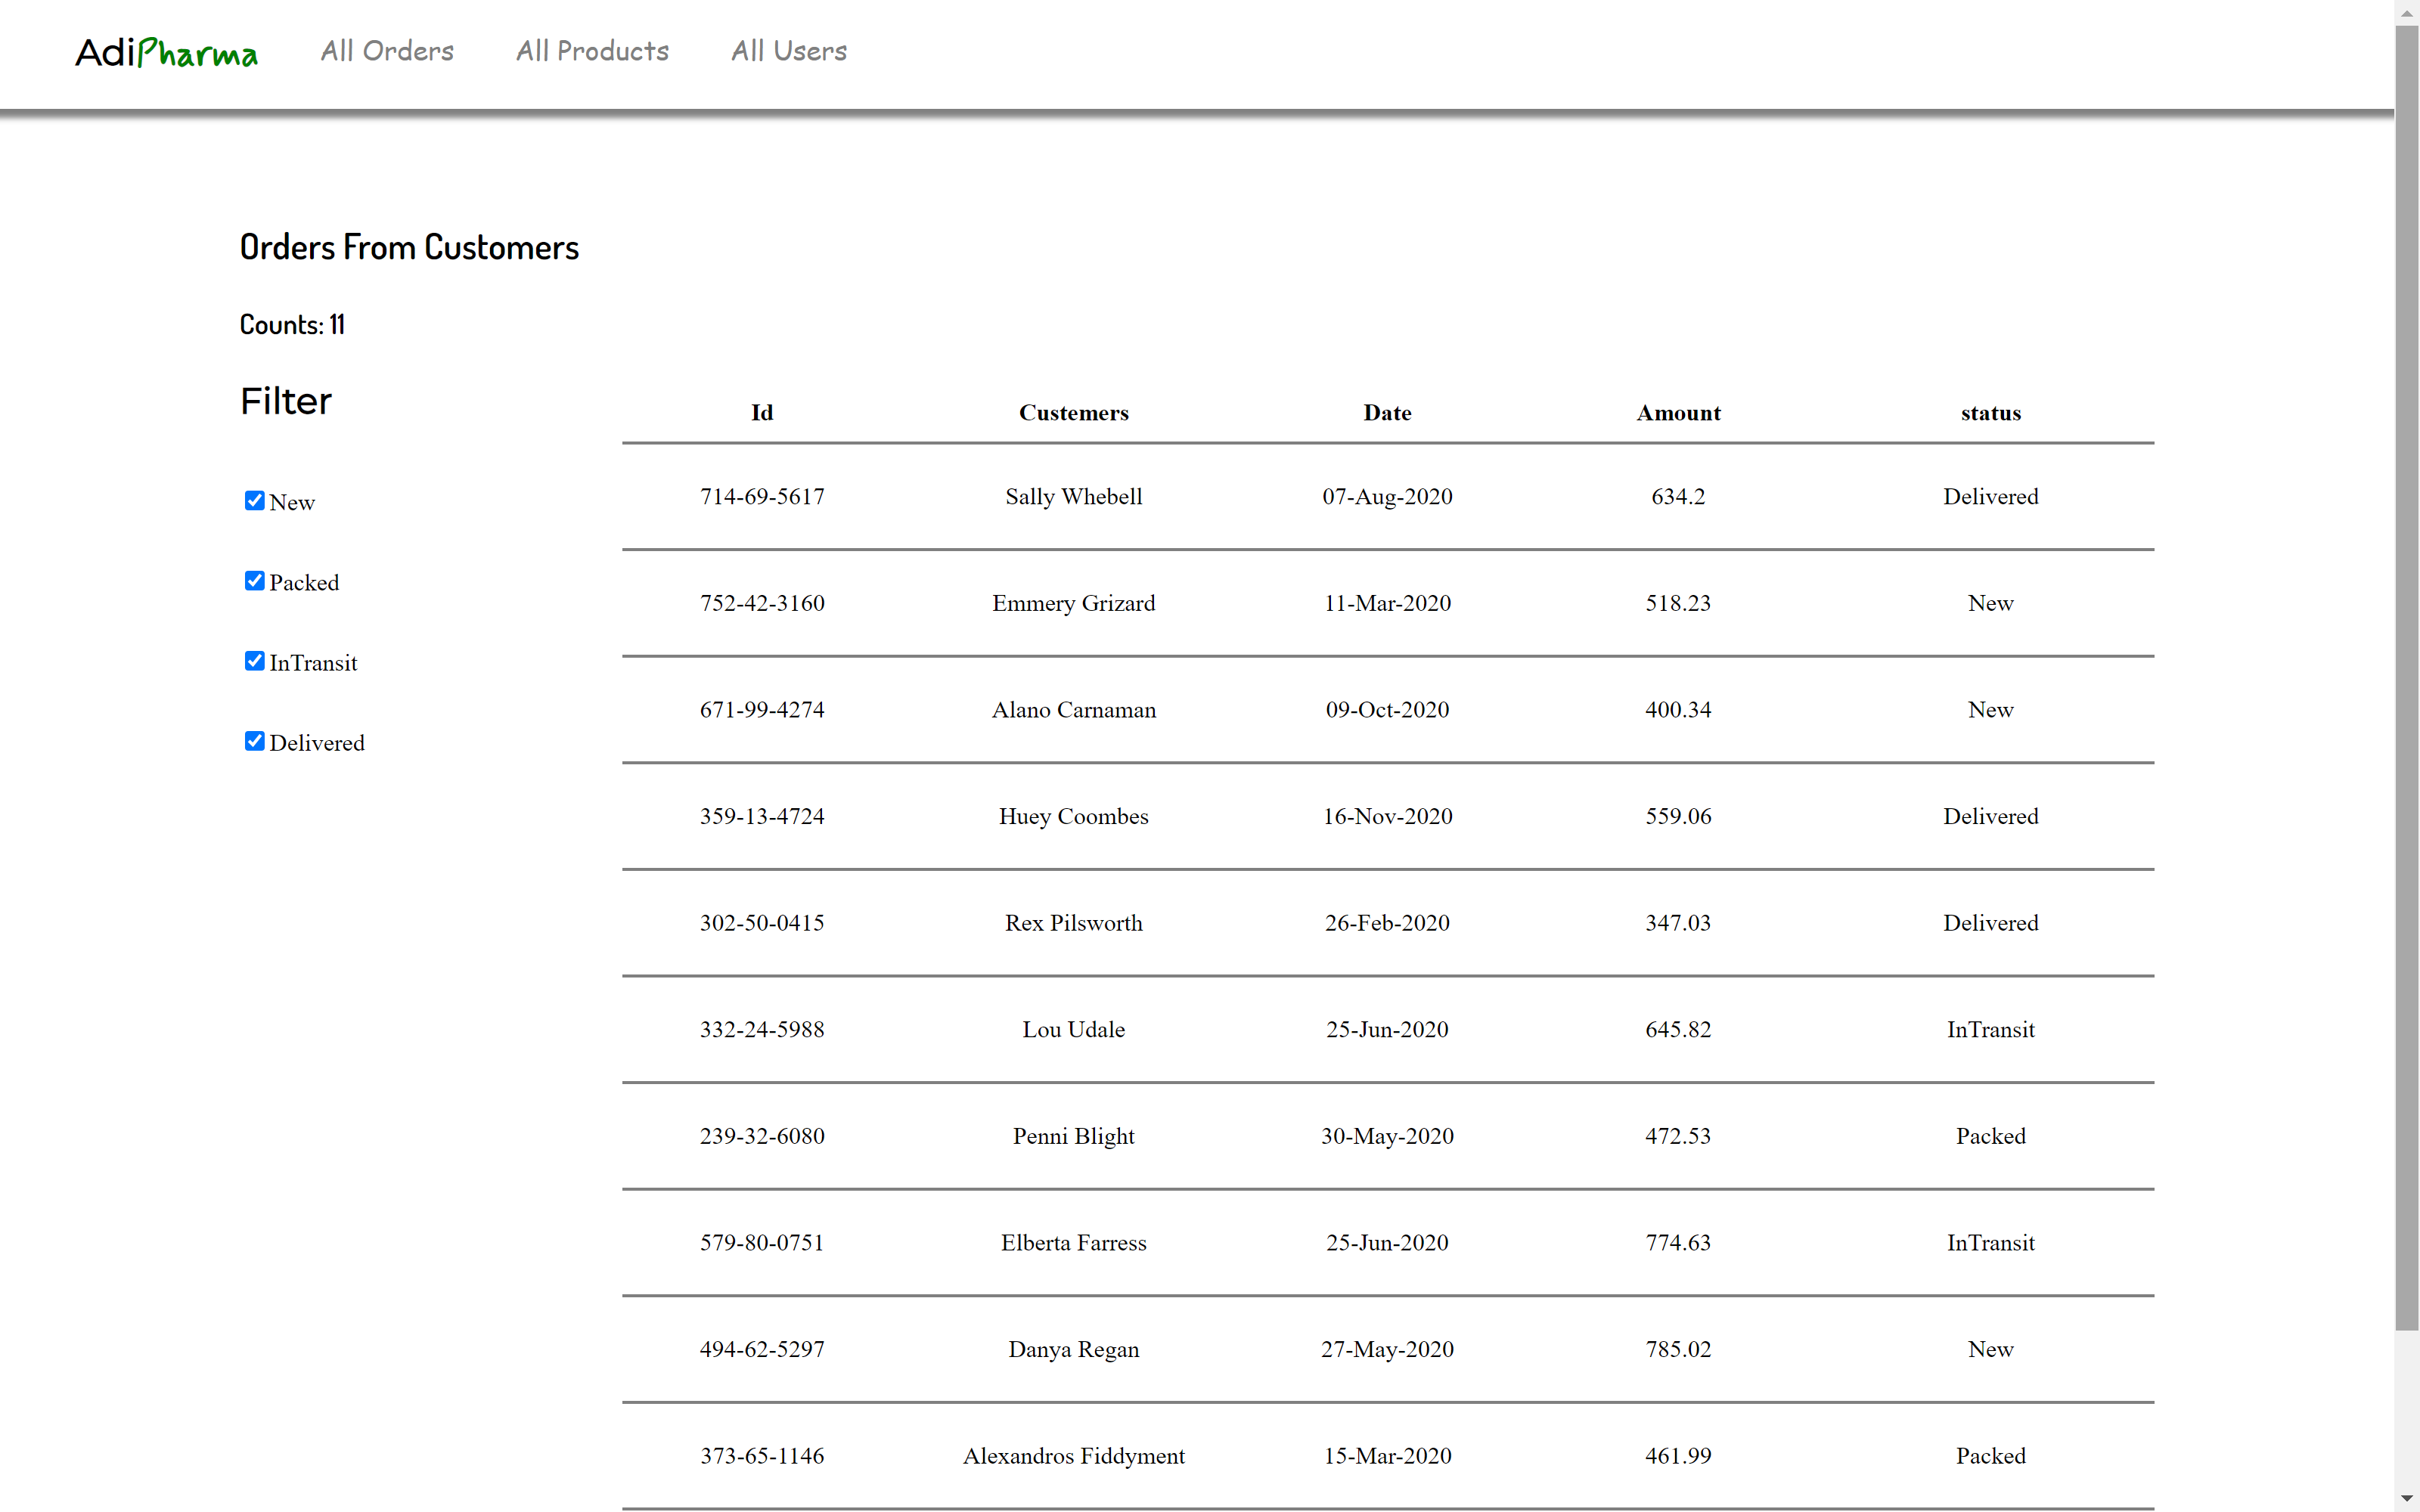 AdiPharma All Orders All Products All Users
Orders From Customers
Counts: 11
Filter
New
Packed
InTransit
Delivered
Id Custemers Date Amount status
714-69-5617 Sally Whebell 07-Aug-2020 634.2 Delivered
752-42-3160 Emmery Grizard 11-Mar-2020 518.23 New
671-99-4274 Alano Carnaman 09-Oct-2020 400.34 New
359-13-4724 Huey Coombes 16-Nov-2020 559.06 Delivered
302-50-0415 Rex Pilsworth 26-Feb-2020 347.03 Delivered
332-24-5988 Lou Udale 25-Jun-2020 645.82 InTransit
239-32-6080 Penni Blight 30-May-2020 472.53 Packed
579-80-0751 Elberta Farress 25-Jun-2020 774.63 InTransit
494-62-5297 Danya Regan 27-May-2020 785.02 New
373-65-1146 Alexandros Fiddyment 15-Mar-2020 461.99 Packed